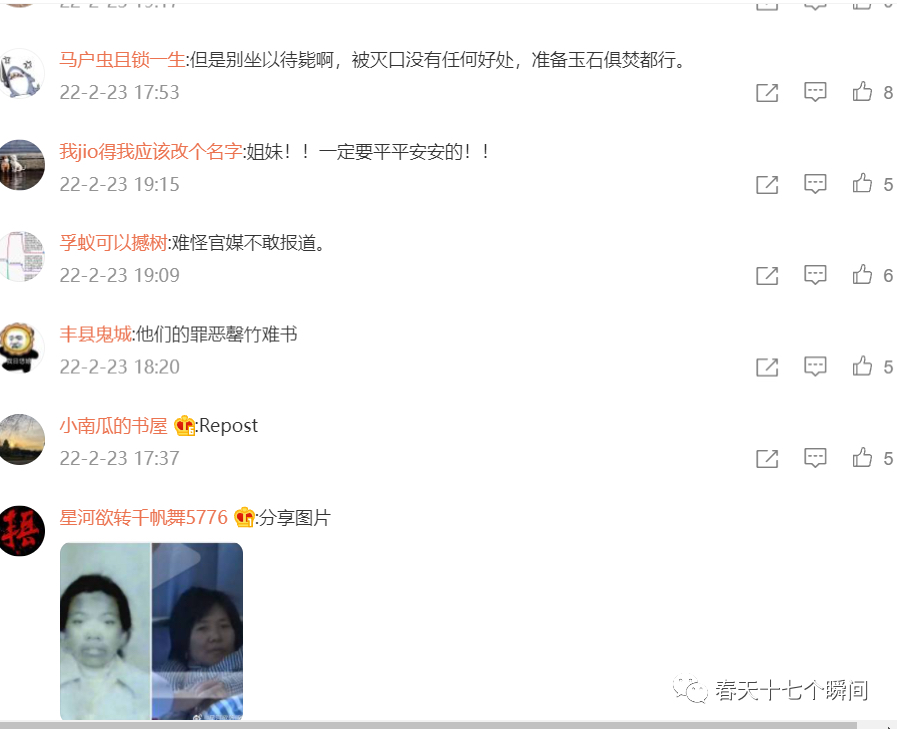 马户虫且锁一生:但是别坐以待毙啊，被灭口没有任何好处，准备玉石俱焚都行。
22-2-23 17:53
8
我jio得我应该改个名字:姐妹！！一定要平平安安的！！
22-2-23 19:15
5
孚蚁可以撼树:难怪官媒不敢报道。
22-2-23 19:09
6
丰县鬼城:他们的罪恶罄竹难书
22-2-23 18:20
5
小南瓜的书屋:Repost
22-2-23 17:37
5
星河欲转千帆舞5776:分享图片
春天十七个瞬间